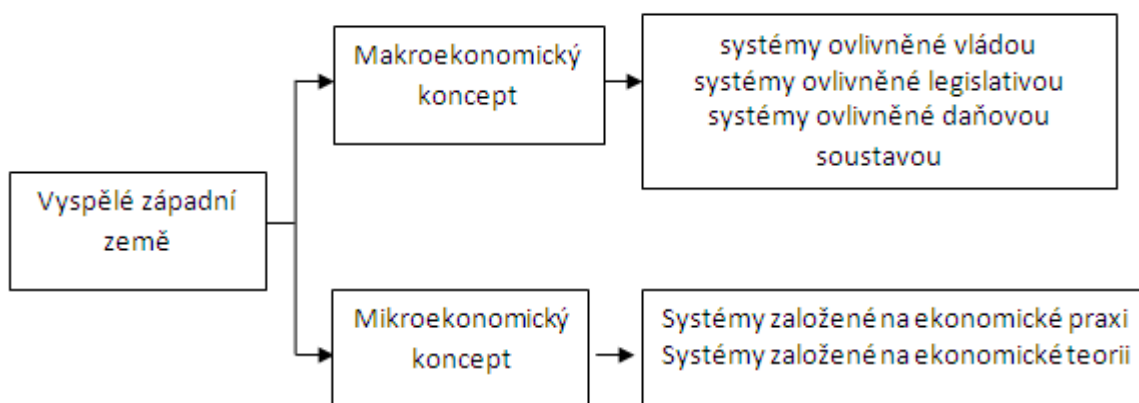 Vyspělé západní
země
Makroekonomický
koncept
systémy ovlivněné vládou
systémy ovlivněné legislativou
systémy ovlivněné daňovou
soustavou
Mikroekonomický
koncept
Systémy založené na ekonomické praxi
Systémy založené na ekonomické teorii